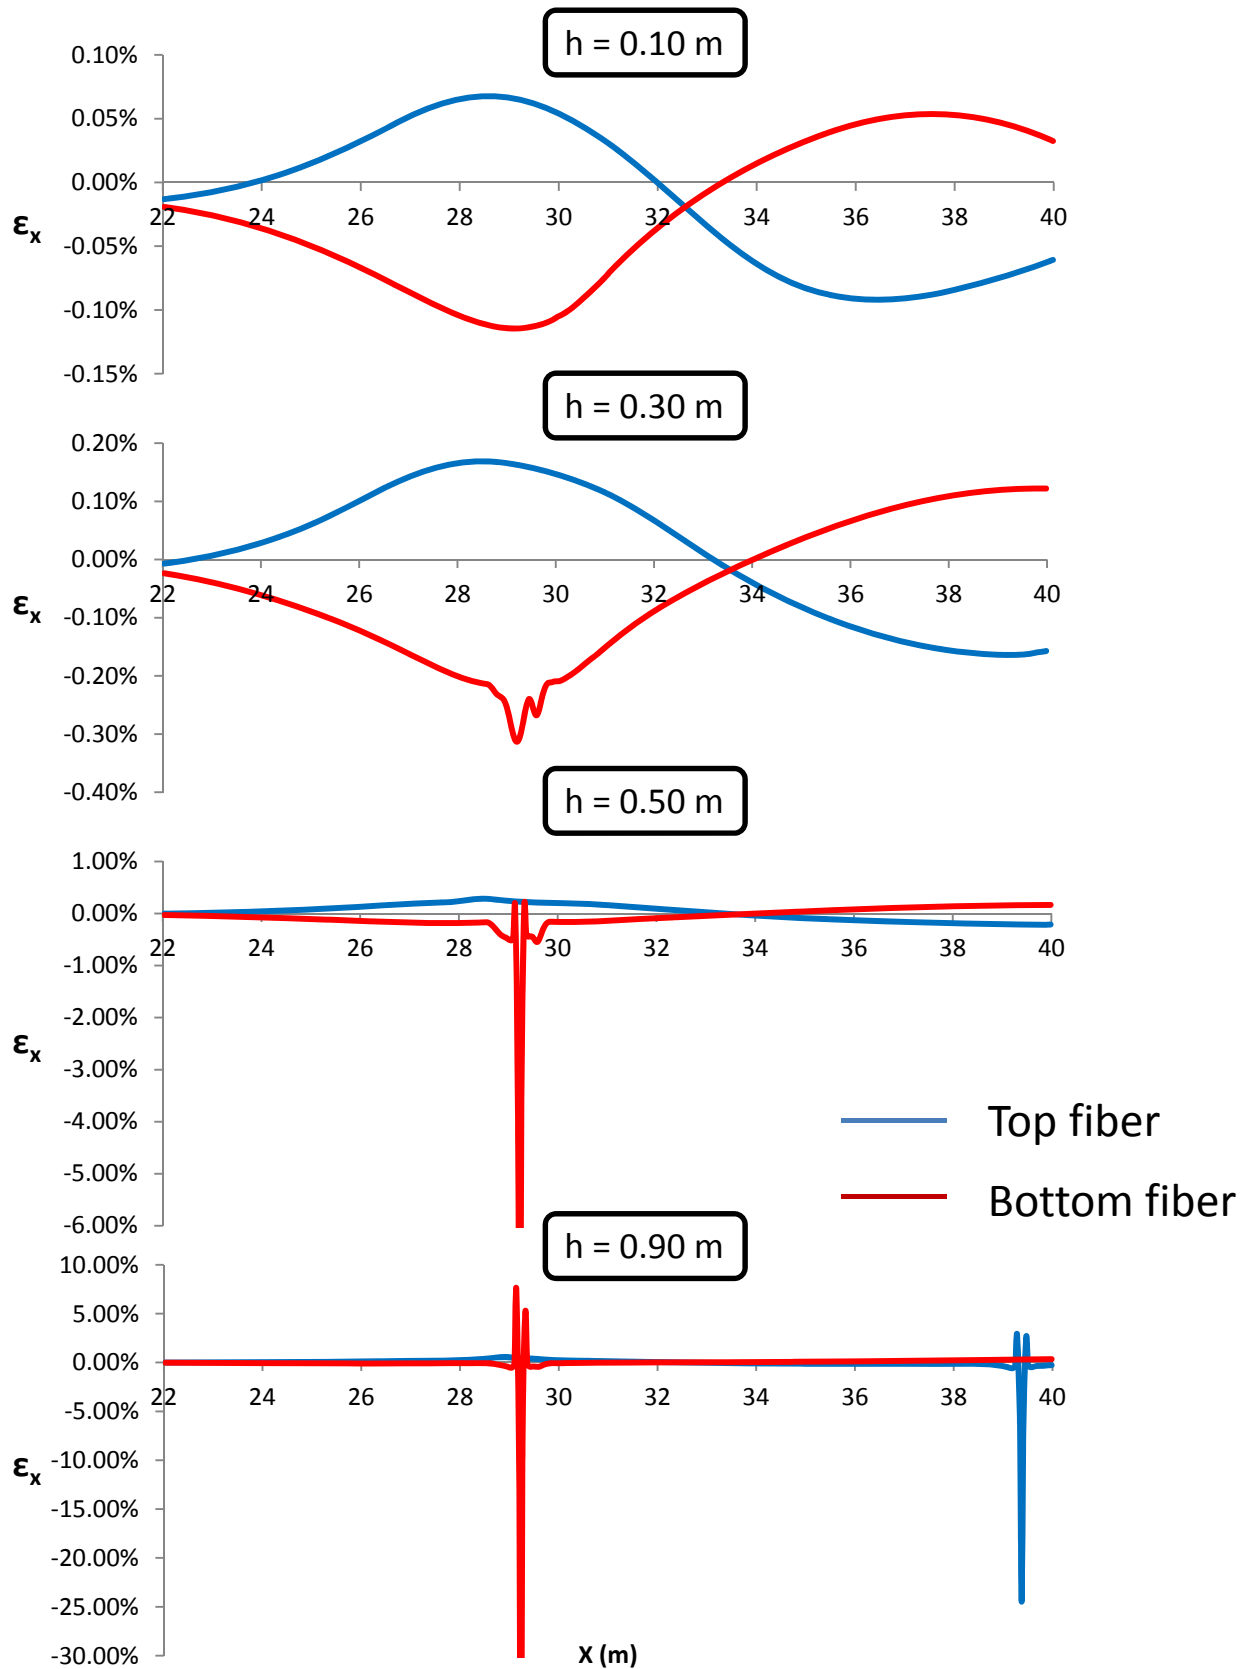 h = 0.10 m
0.10%
0.05%
0.00%
22 24 26 28 30 32 34 36 38 40
εx
-0.05%
-0.10%
-0.15%
h = 0.30 m
0.20%
0.10%
0.00%
22 24 26 28 30 32 34 36 38 40
εx
-0.10%
-0.20%
-0.30%
-0.40%
h = 0.50 m
1.00%
0.00%
22 24 26 28 30 32 34 36 38 40
-1.00%
-2.00%
εx
-3.00%
-4.00%
Top fiber
-5.00%
Bottom fiber
-6.00%
h = 0.90 m
10.00%
5.00%
0.00%
22 24 26 28 30 32 34 36 38 40
-5.00%
-10.00%
εx
-15.00%
-20.00%
-25.00%
-30.00%
X (m)